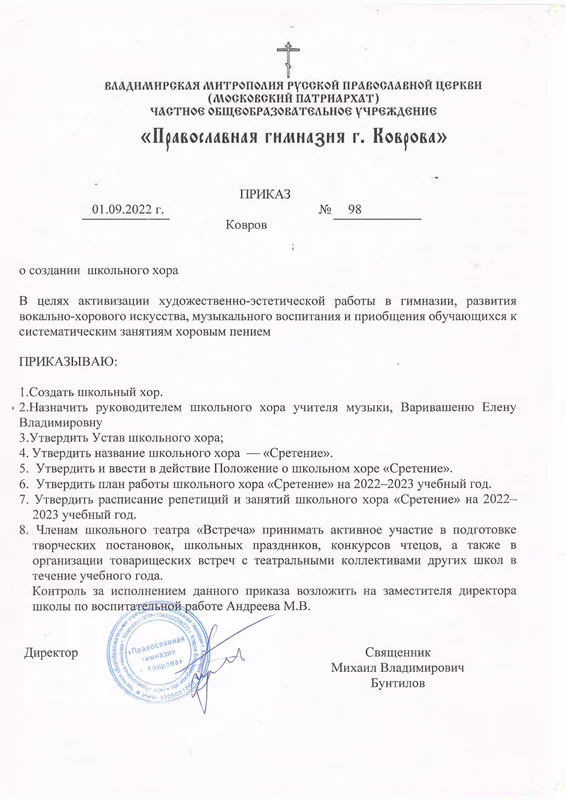 ВЛАДИМИРСКАЯ МИТРОПОЛИЯ РУССКОЙ ПРАВОСЛАВНОЙ ЦЕРКВИ
(МОСКОВСКИЙ ПАТРИАРХАТ)
ЧАСТНОЕ ОБЩЕОБРАЗОВАТЕЛЬНОЕ УЧРЕЖДЕНИЕ
«Православная гимназия г. Коврова»
ПРИКАЗ
01.09.2022 г. № 98
Ковров
о создании школьного хора
В целях активизации художественно-эстетической работы в гимназии, развития
вокально-хорового искусства, музыкального воспитания и приобщения обучающихся к
систематическим занятиям хоровым пением
ПРИКАЗЫВАЮ:
1.Создать школьный хор.
2.Назначить руководителем школьного хора учителя музыки, Варивашеню Елену
Владимировну
3.Утвердить Устав школьного хора;
4. Утвердить название школьного хора — «Сретение».
5. Утвердить и ввести в действие Положение о школьном хоре «Сретение».
6. Утвердить план работы школьного хора «Сретение» на 2022–2023 учебный год.
7. Утвердить расписание репетиций и занятий школьного хора «Сретение» на 2022–
2023 учебный год.
8. Членам школьного театра «Встреча» принимать активное участие в подготовке
творческих постановок, школьных праздников, конкурсов чтецов, а также в
организации товарищеских встреч с театральными коллективами других школ в
течение учебного года.
Контроль за исполнением данного приказа возложить на заместителя директора
школы по воспитательной работе Андреева М.В.
«Православная
гимназия
г. Коврова»
Директор Священник
Михаил Владимирович
Бунтилов